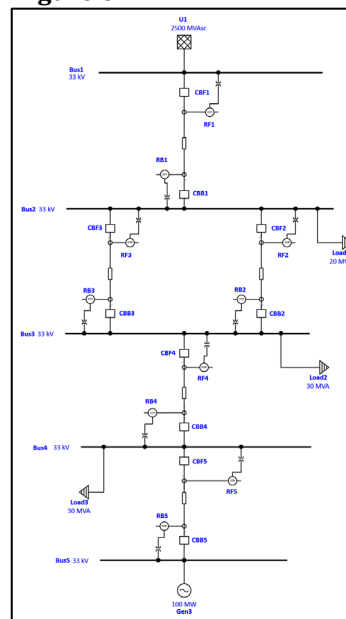 U1
2500 MVAsc
Bus1
33 kV
CBF1
RF1
RB1
CBB1
Bus2 33 kV
CBF3
CBF2
RF3
RF2
Load
20 MV
RB3
RB2
CBB3
CBB2
Bus3 33 kV
CBF4
RF4
Load2
30 MVA
RB4
CBB4
Bus4 33 kV
CBF5
Load3
30 MVA
RF5
RB5
CBB5
Bus5 33 kV
100 MW
Gen3